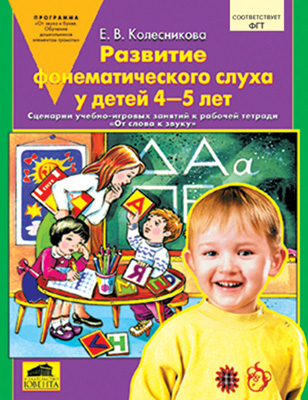 ПРОГРАММА
«От звука к букве.
Обучение
дошкольников
элементам грамоты»
СООТВЕТСТВУЕТ
ФГТ
Е. В. Колесникова
Развитие
фонематического слуха
у детей 4—5 лет
Сценарии учебно-игровых занятий к рабочей тетради
«От слова к звуку»
Д А а
П Е
А
Й
П
Я
В
ИЗДАТЕЛЬСТВО
ЮВЕНТА